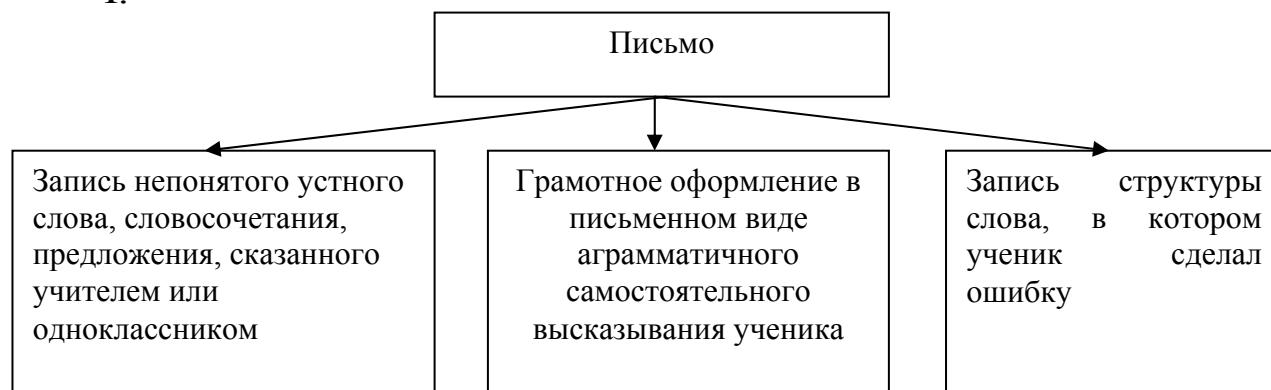 1.
Письмо
Запись непонятого устного
слова, словосочетания,
предложения, сказанного
учителем или
одноклассником
Грамотное оформление в
письменном виде
аграмматичного
самостоятельного
высказывания ученика
Запись структуры
слова, в котором
ученик сделал
ошибку